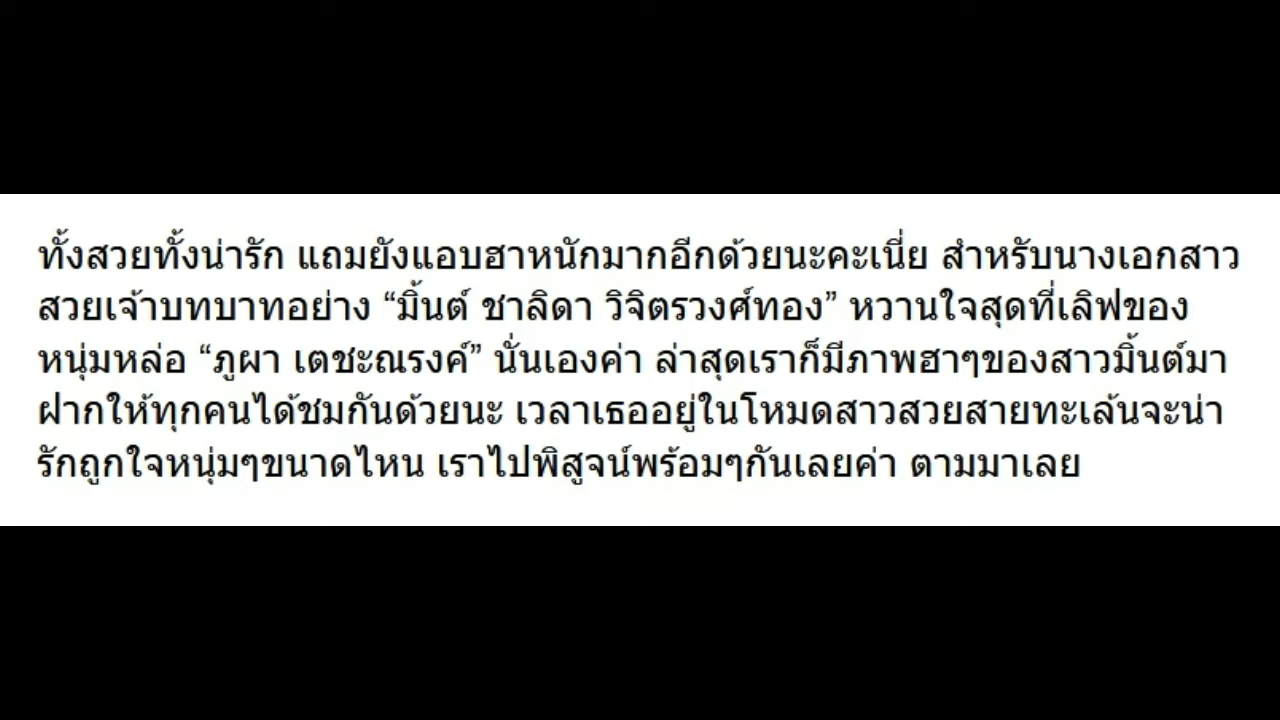 ทั้งสวยทั้งน่ารัก แถมยังแอบฮาหนักมากอีกด้วยนะคะเนี่ย สำหรับนางเอกสาว
สวยเจ้าบทบาทอย่าง “มิ้นต์ ชาลิดา วิจิตรวงศ์ทอง” หวานใจสุดที่เลิฟของ
หนุ่มหล่อ “ภูผา เตชะณรงค์” นั่นเองค่า ล่าสุดเราก็มีภาพฮาๆของสาวมิ้นต์มา
ฝากให้ทุกคนได้ชมกันด้วยนะ เวลาเธออยู่ในโหมดสาวสวยสายทะเล้นจะน่า
รักถูกใจหนุ่มๆขนาดไหน เราไปพิสูจน์พร้อมๆกันเลยค่า ตามมาเลย